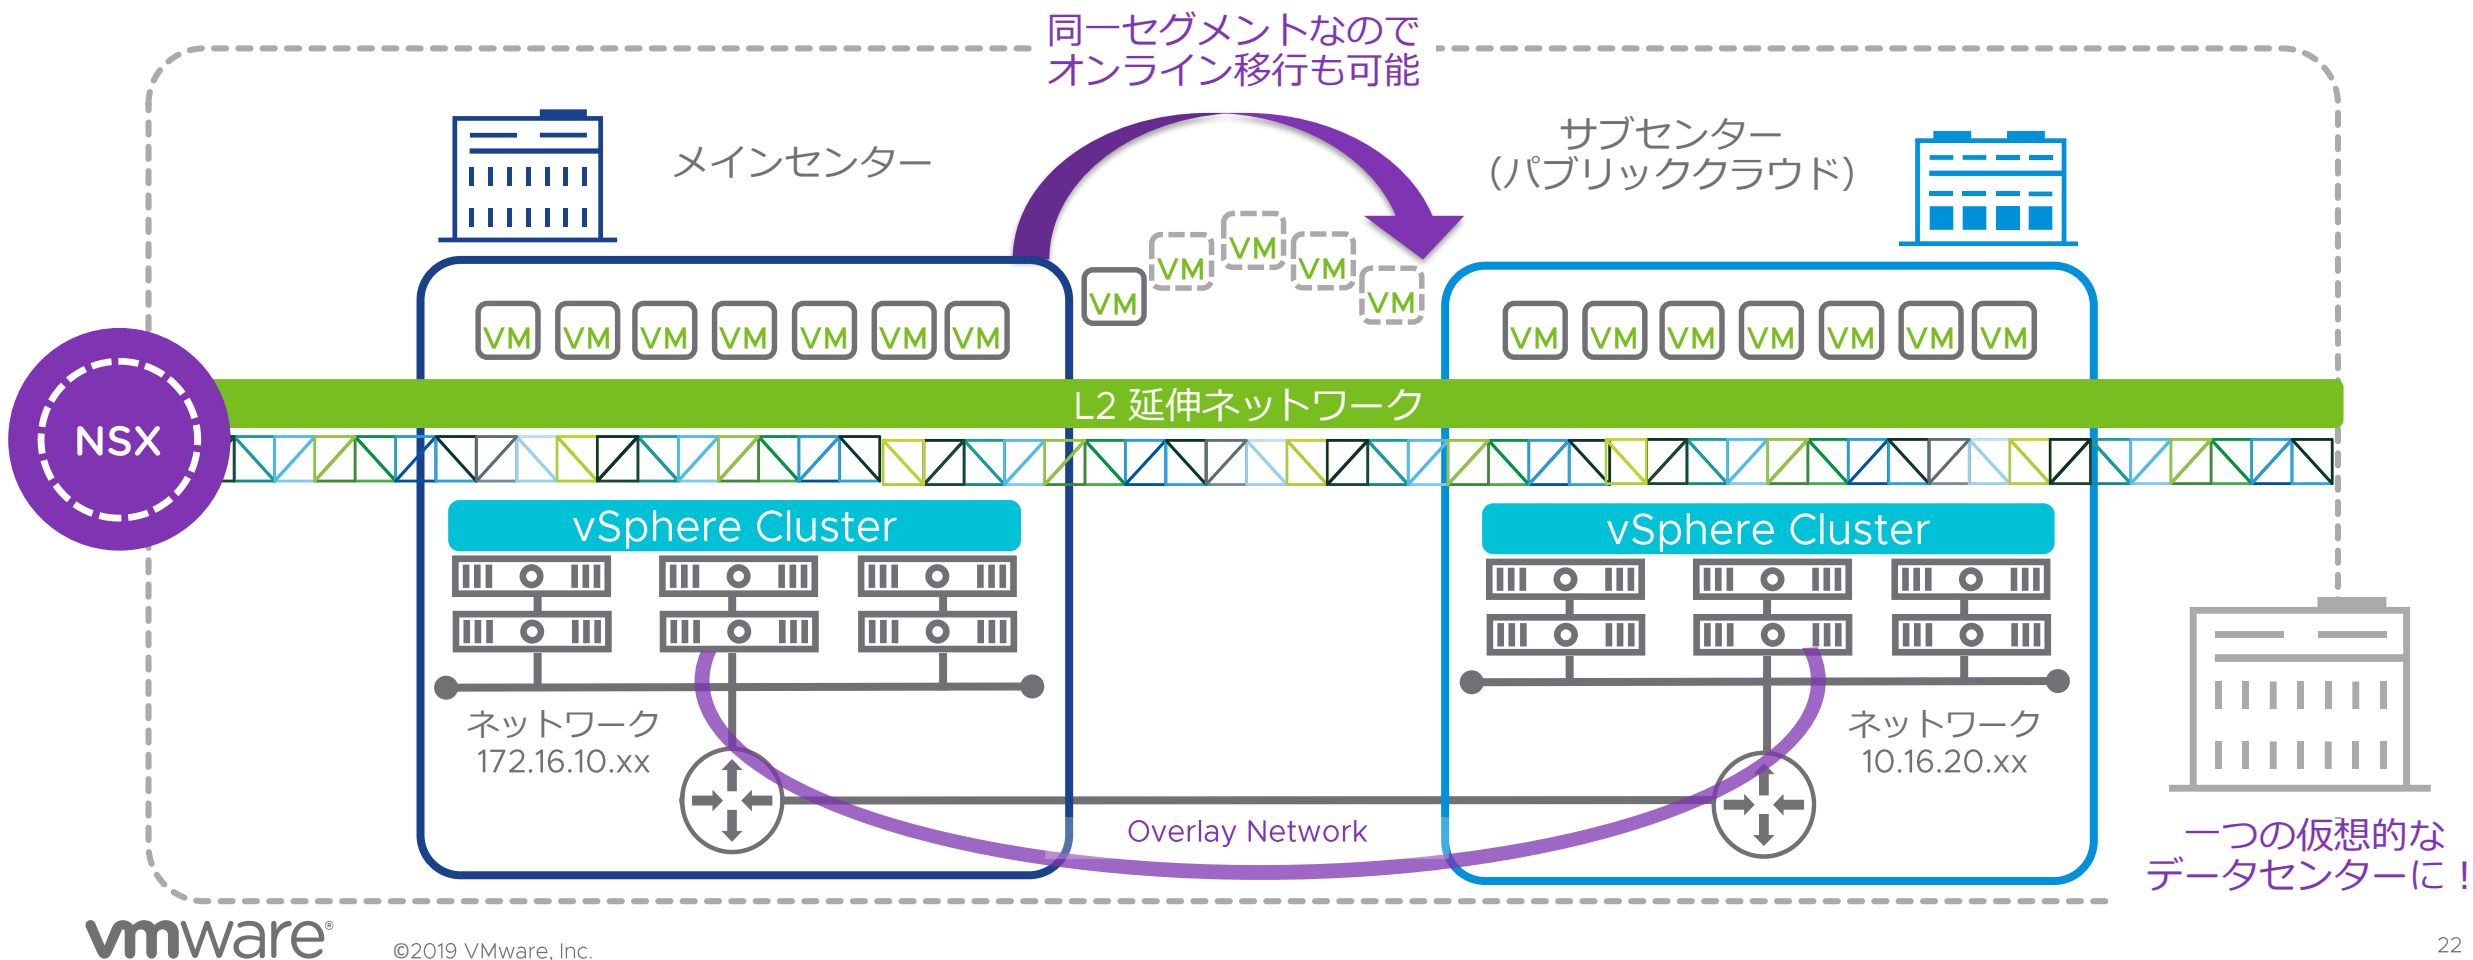 同一セグメントなので
オンライン移行も可能
メインセンター
サブセンター
(パブリッククラウド)
VM VM VM VM VM
VM VM VM VM VM VM VM
VM VM VM VM VM VM VM
NSX
L2 延伸ネットワーク
vSphere Cluster
vSphere Cluster
ネットワーク
172.16.10.xx
ネットワーク
10.16.20.xx
Overlay Network
一つの仮想的な
データセンターに！
vmware®
©2019 VMware, Inc.
22